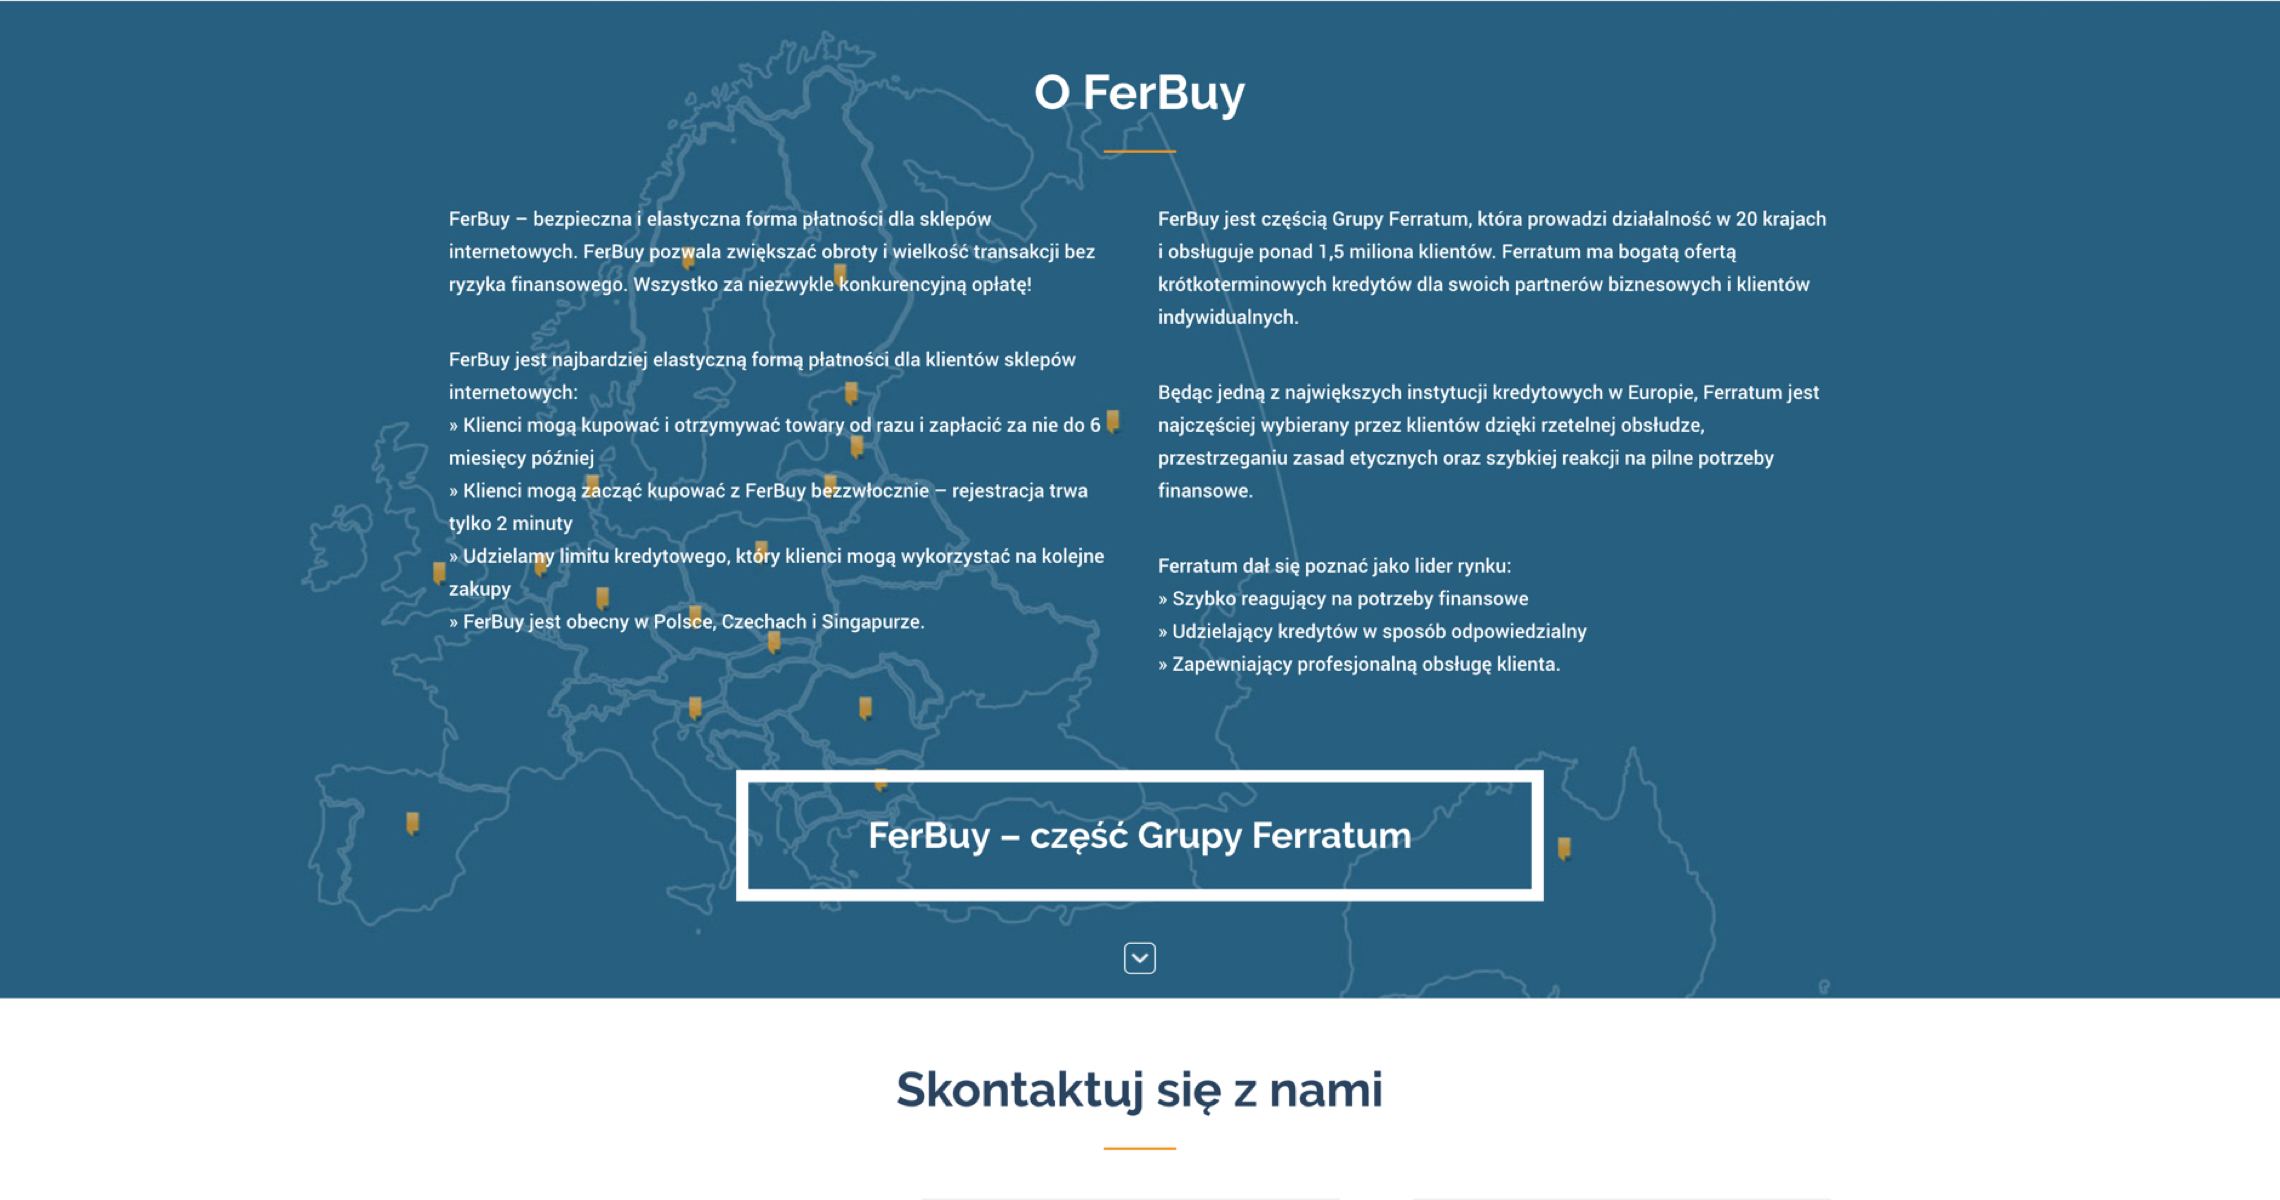 O FerBuy
FerBuy – bezpieczna i elastyczna forma płatności dla sklepów
internetowych. FerBuy pozwala zwiększać obroty i wielkość transakcji bez
ryzyka finansowego. Wszystko za niezwykle konkurencyjną opłatę!
FerBuy jest najbardziej elastyczną formą płatności dla klientów sklepów
internetowych:
» Klienci mogą kupować i otrzymywać towary od razu i zapłacić za nie do 6
miesięcy później
» Klienci mogą zacząć kupować z FerBuy bezzwłocznie – rejestracja trwa
tylko 2 minuty
» Udzielamy limitu kredytowego, który klienci mogą wykorzystać na kolejne
zakupy
» FerBuy jest obecny w Polsce, Czechach i Singapurze.
FerBuy jest częścią Grupy Ferratum, która prowadzi działalność w 20 krajach
i obsługuje ponad 1,5 miliona klientów. Ferratum ma bogatą ofertą
krótkoterminowych kredytów dla swoich partnerów biznesowych i klientów
indywidualnych.
Będąc jedną z największych instytucji kredytowych w Europie, Ferratum jest
najczęściej wybierany przez klientów dzięki rzetelnej obsłudze,
przestrzeganiu zasad etycznych oraz szybkiej reakcji na pilne potrzeby
finansowe.
Ferratum dał się poznać jako lider rynku:
» Szybko reagujący na potrzeby finansowe
» Udzielający kredytów w sposób odpowiedzialny
» Zapewniający profesjonalną obsługę klienta.
FerBuy – część Grupy Ferratum
Skontaktuj się z nami